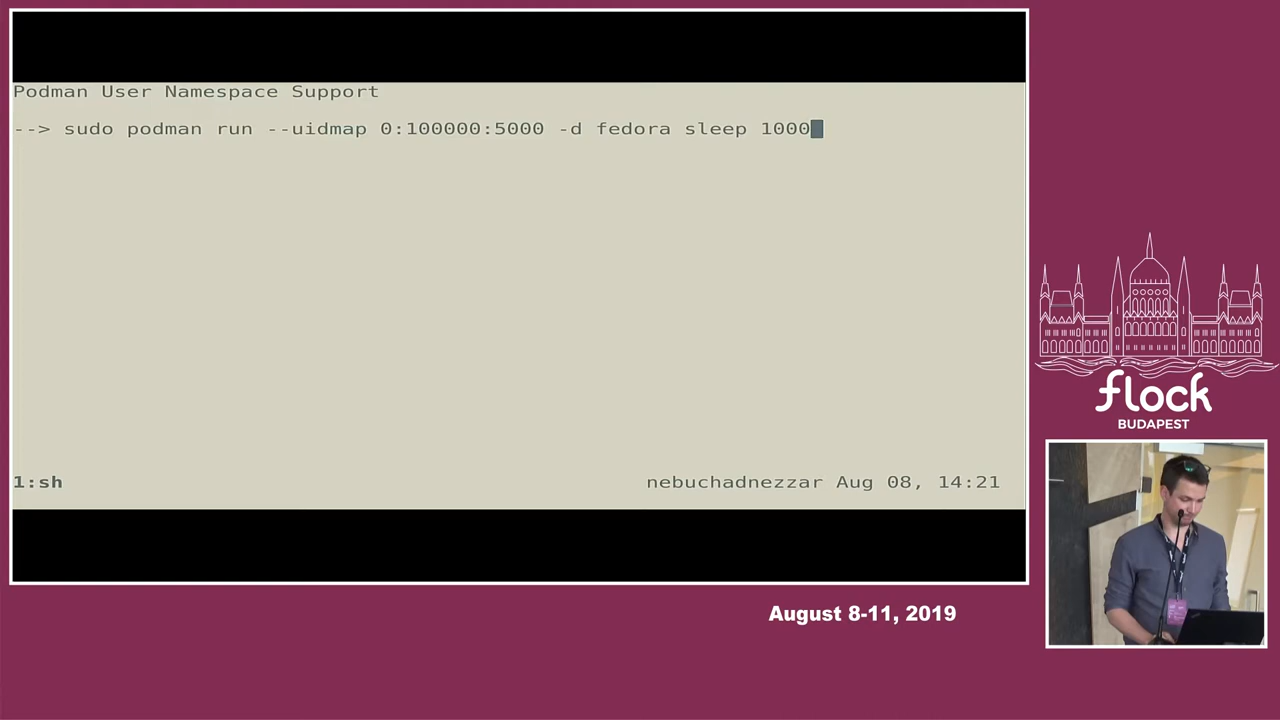 Podman User Namespace Support
--> sudo podman run --uidmap 0:100000:5000 -d fedora sleep 1000
1:sh
nebuchadnezzar Aug 08, 14:21
flock
BUDAPEST
August 8-11, 2019